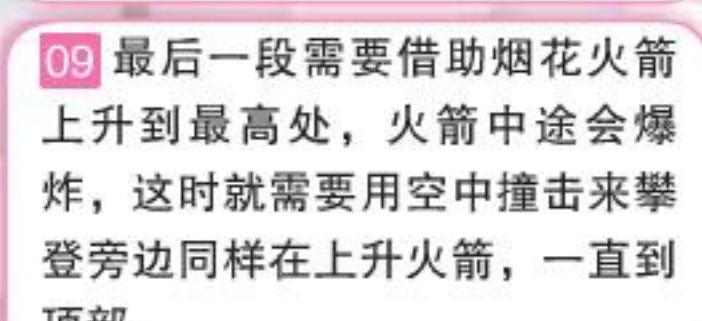 09 最后一段需要借助烟花火箭
上升到最高处，火箭中途会爆
炸，这时就需要用空中撞击来攀
登旁边同样在上升火箭，一直到
顶部